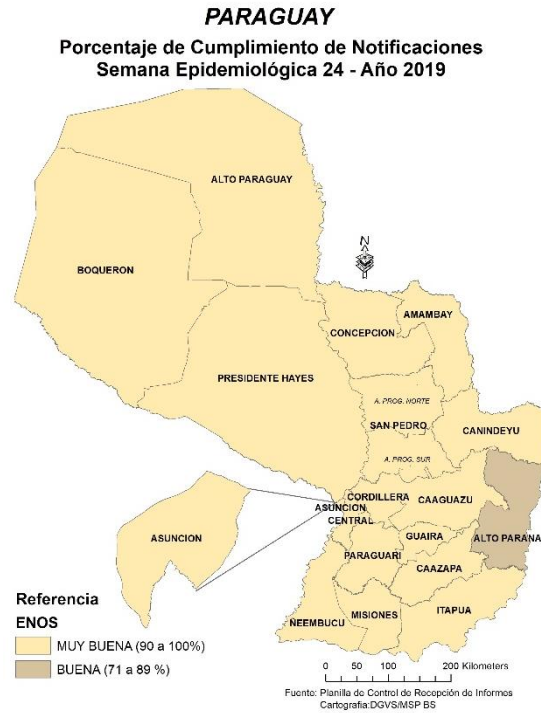 PARAGUAY
Porcentaje de Cumplimiento de Notificaciones
Semana Epidemiológica 24 - Año 2019
ALTO PARAGUAY
BOQUERON
N
AMAMBAY
CONCEPCION
PRESIDENTE HAYES
A. PROG. NORTE
SAN PEDRO
CANINDEYU
A. PROG. SUR
CORDILLERA
CAAGUAZU
ASUNCION
CENTRAL
ASUNCION
GUAIRA
ALTO PARANA
PARAGUARI
CAAZAPA
ÑEEMBUCU
MISIONES
ITAPUA
Referencia
ENOS
MUY BUENA (90 a 100%)
BUENA (71 a 89 %)
0 50 100 200 Kilometers
Fuente: Planilla de Control de Recepción de Informes
Cartografia:DGVS/MSP BS